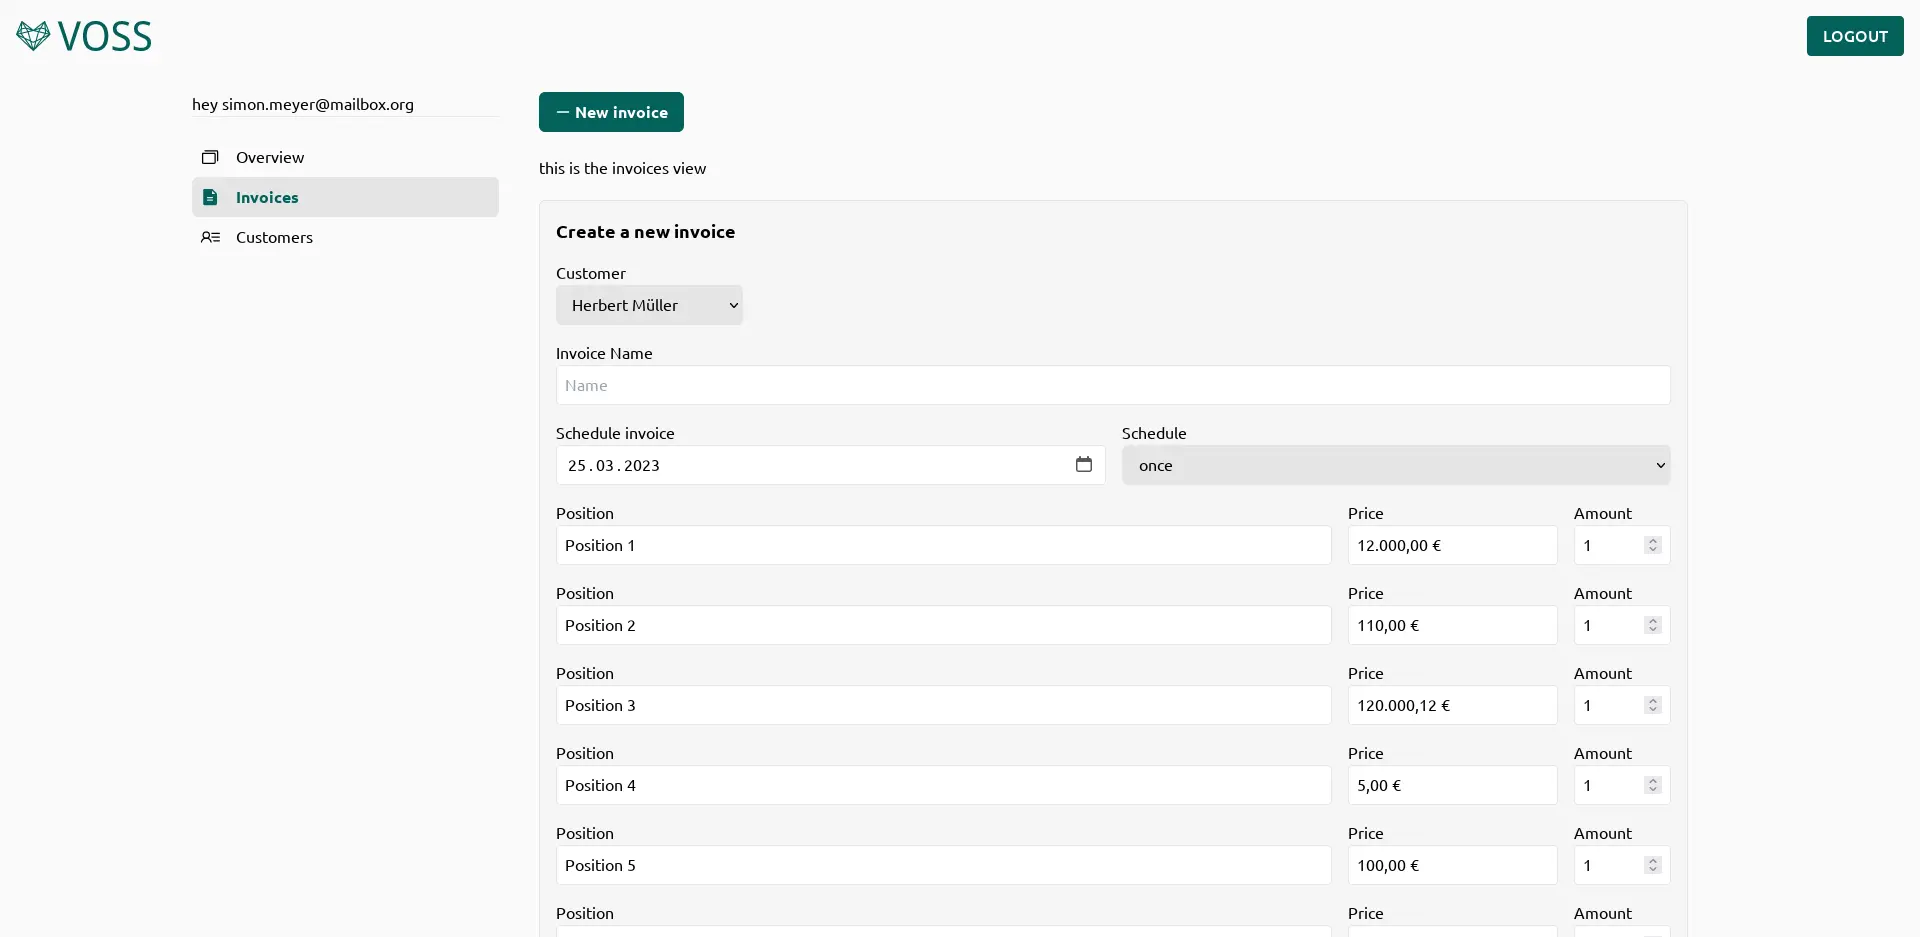 VOSS
LOGOUT
hey simon.meyer@mailbox.org
Overview
Invoices
Customers
— New invoice
this is the invoices view
Create a new invoice
Customer
Herbert Müller
Invoice Name
Name
Schedule invoice Schedule
25.03.2023 once
Position Price Amount
Position 1 12.000,00 € 1
Position Price Amount
Position 2 110,00 € 1
Position Price Amount
Position 3 120.000,12 € 1
Position Price Amount
Position 4 5,00 € 1
Position Price Amount
Position 5 100,00 € 1
Position Price Amount